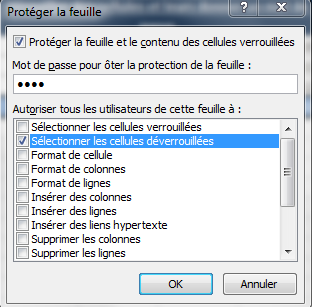 Protéger la feuille
Protéger la feuille et le contenu des cellules verrouillées
Mot de passe pour ôter la protection de la feuille :
••••
Autoriser tous les utilisateurs de cette feuille à :
Sélectionner les cellules verrouillées
Sélectionner les cellules déverrouillées
Format de cellule
Format de colonnes
Format de lignes
Insérer des colonnes
Insérer des lignes
Insérer des liens hypertexte
Supprimer les colonnes
Supprimer les lignes
OK
Annuler